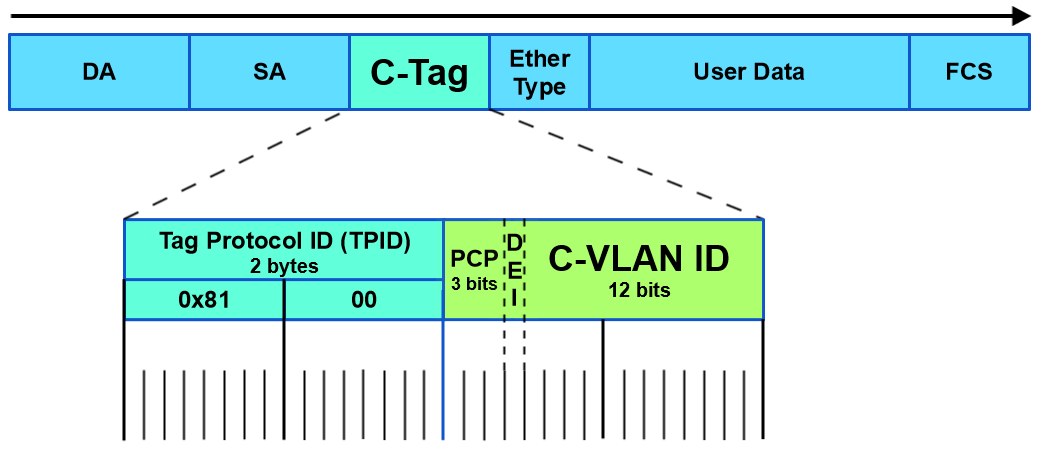 DA
SA
C-Tag
Ether
Type
User Data
FCS
Tag Protocol ID (TPID)
2 bytes
0x81
00
PCP
3 bits
D
E
I
C-VLAN ID
12 bits